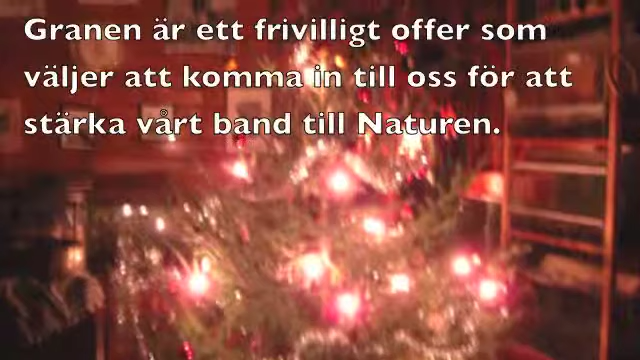 Granen är ett frivilligt offer som
väljer att komma in till oss för att
stärka vårt band till Naturen.